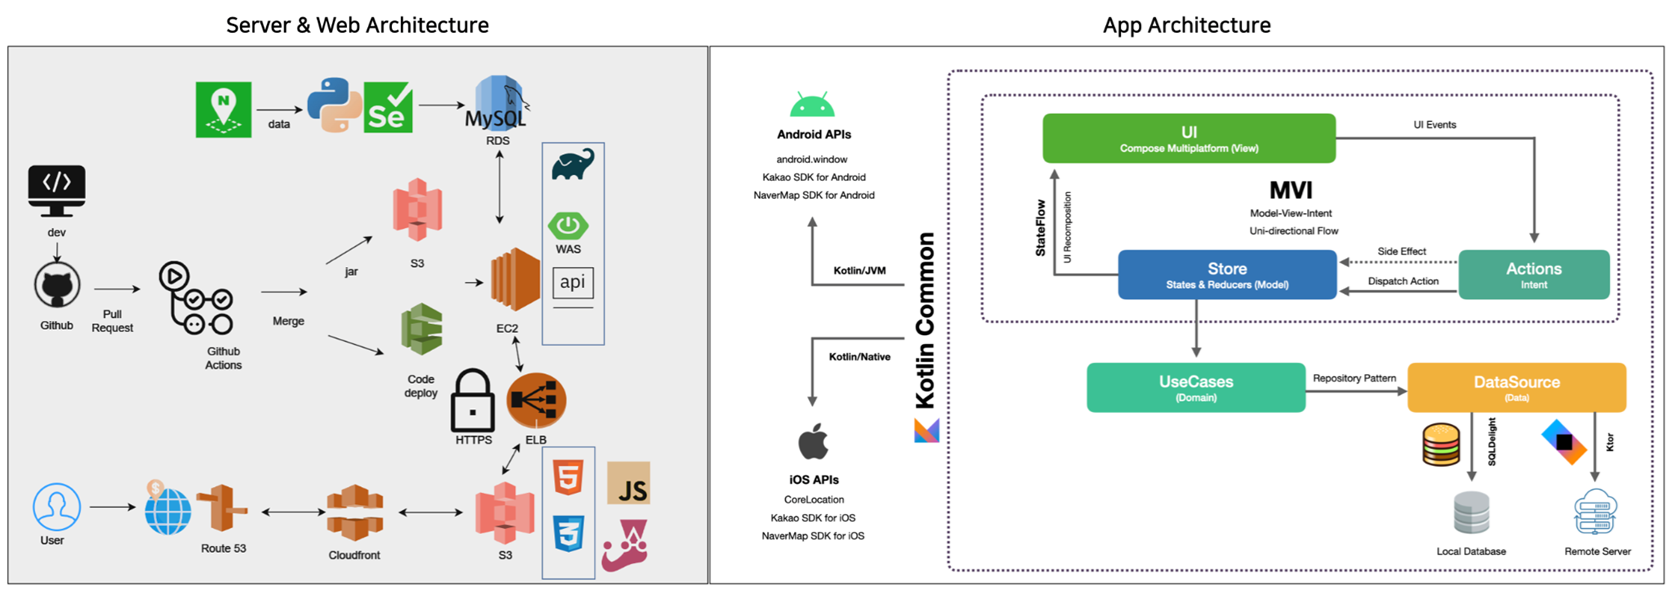 Server & Web Architecture
N
data
Se
MySQL
RDS
dev
Github
Pull
Request
Github
Actions
Merge
jar
S3
Code
deploy
EC2
WAS
api
HTTPS
ELB
User
$
Route 53
Cloudfront
S3
5
JS
3
App Architecture
Android APIs
android.window
Kakao SDK for Android
NaverMap SDK for Android
Kotlin/JVM
Kotlin Common
Kotlin/Native
iOS APIs
CoreLocation
Kakao SDK for iOS
NaverMap SDK for iOS
UI
Compose Multiplatform (View)
UI Events
MVI
Model-View-Intent
Uni-directional Flow
StateFlow
UI Recomposition
Store
States & Reducers (Model)
Side Effect
Dispatch Action
Actions
Intent
UseCases
(Domain)
Repository Pattern
DataSource
(Data)
SQLDelight
Ktor
Local Database
Remote Server